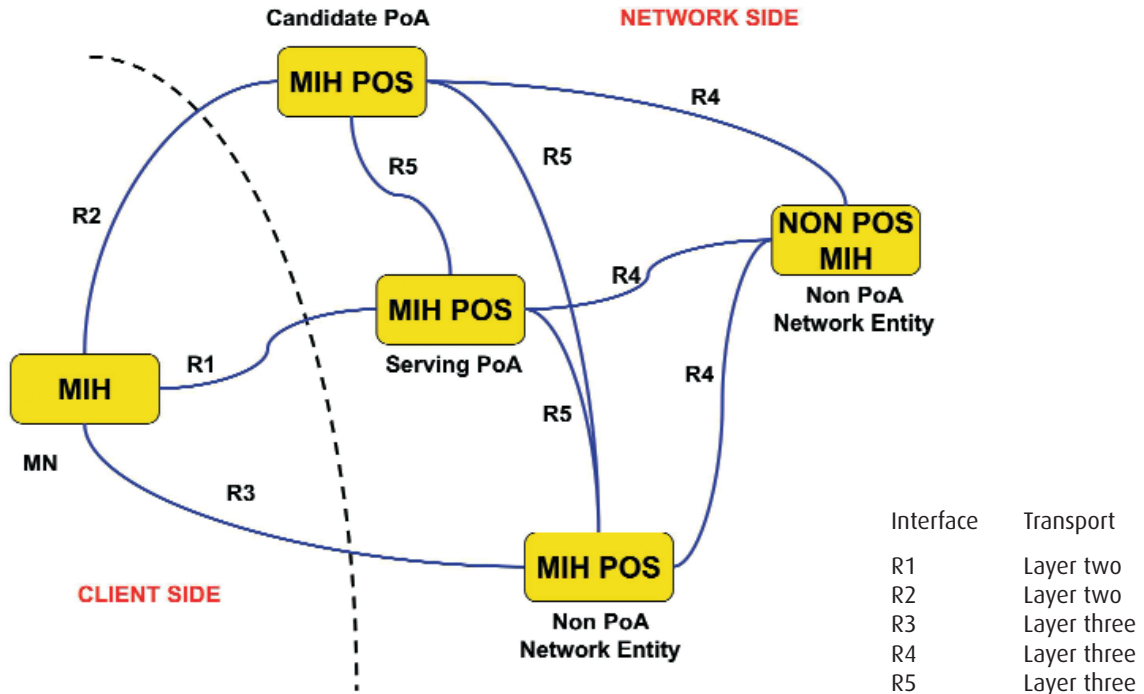 Candidate PoA
NETWORK SIDE
MIH POS
R4
R5
R5
R2
NON POS
MIH
R4
Non PoA
Network Entity
MIH POS
Serving PoA
R1
MIH
R4
R5
MN
R3
MIH POS
Non PoA
Network Entity
CLIENT SIDE
Interface Transport
R1 Layer two
R2 Layer two
R3 Layer three
R4 Layer three
R5 Layer three